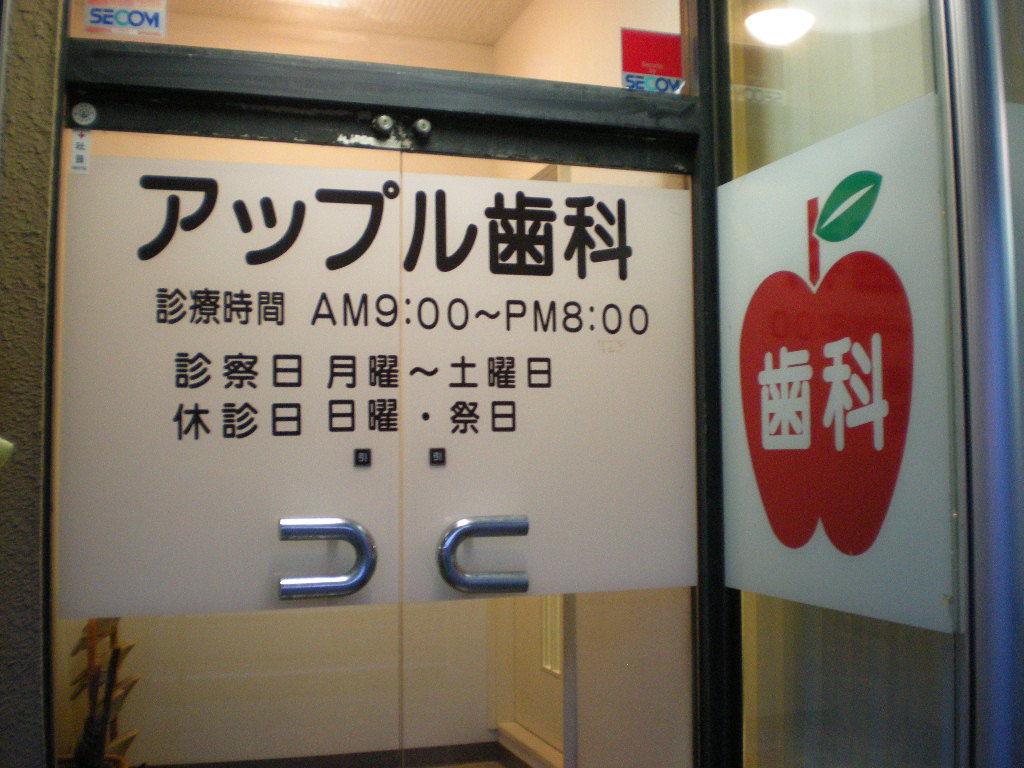 SECOM
SECOM
アップル歯科
診療時間 AM9:00～PM8:00
診察日 月曜～土曜日
休診日 日曜・祭日
引 引
歯科